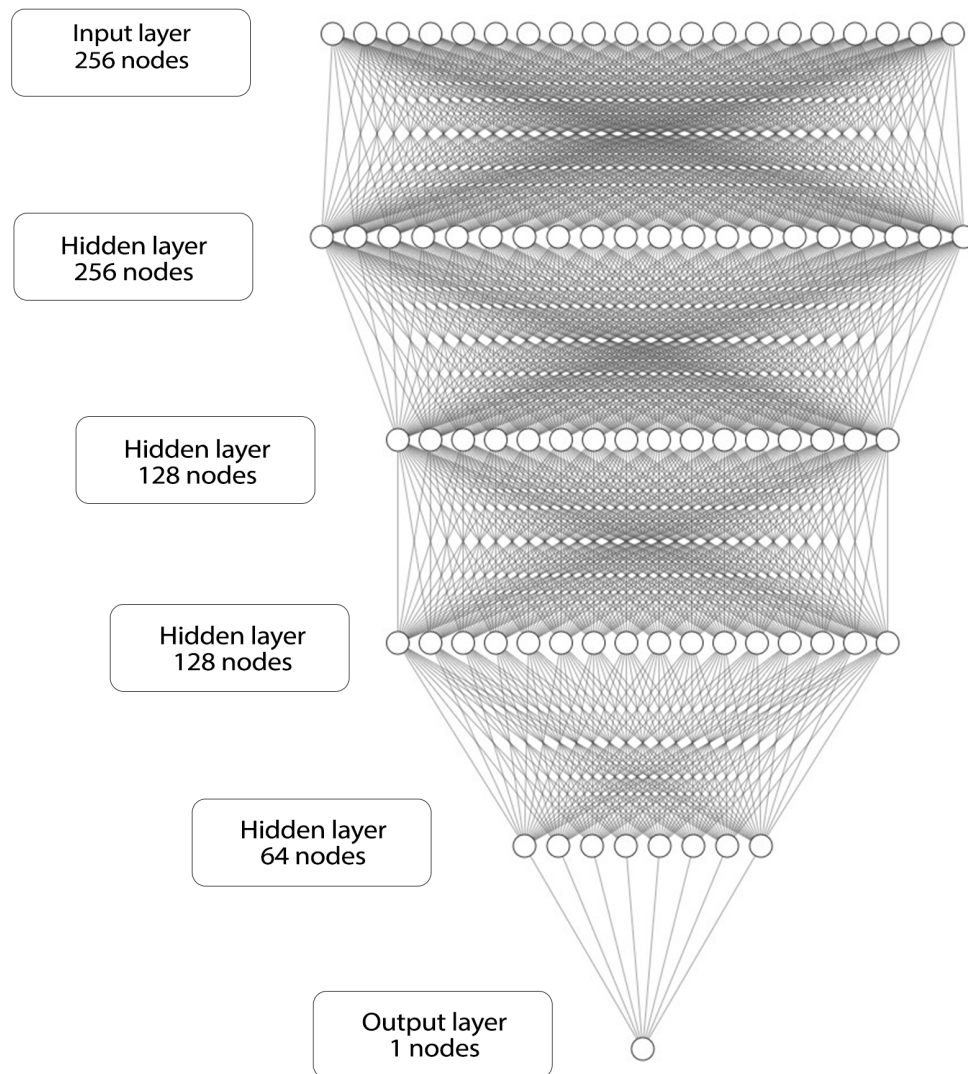 Input layer
256 nodes
Hidden layer
256 nodes
Hidden layer
128 nodes
Hidden layer
128 nodes
Hidden layer
64 nodes
Output layer
1 nodes